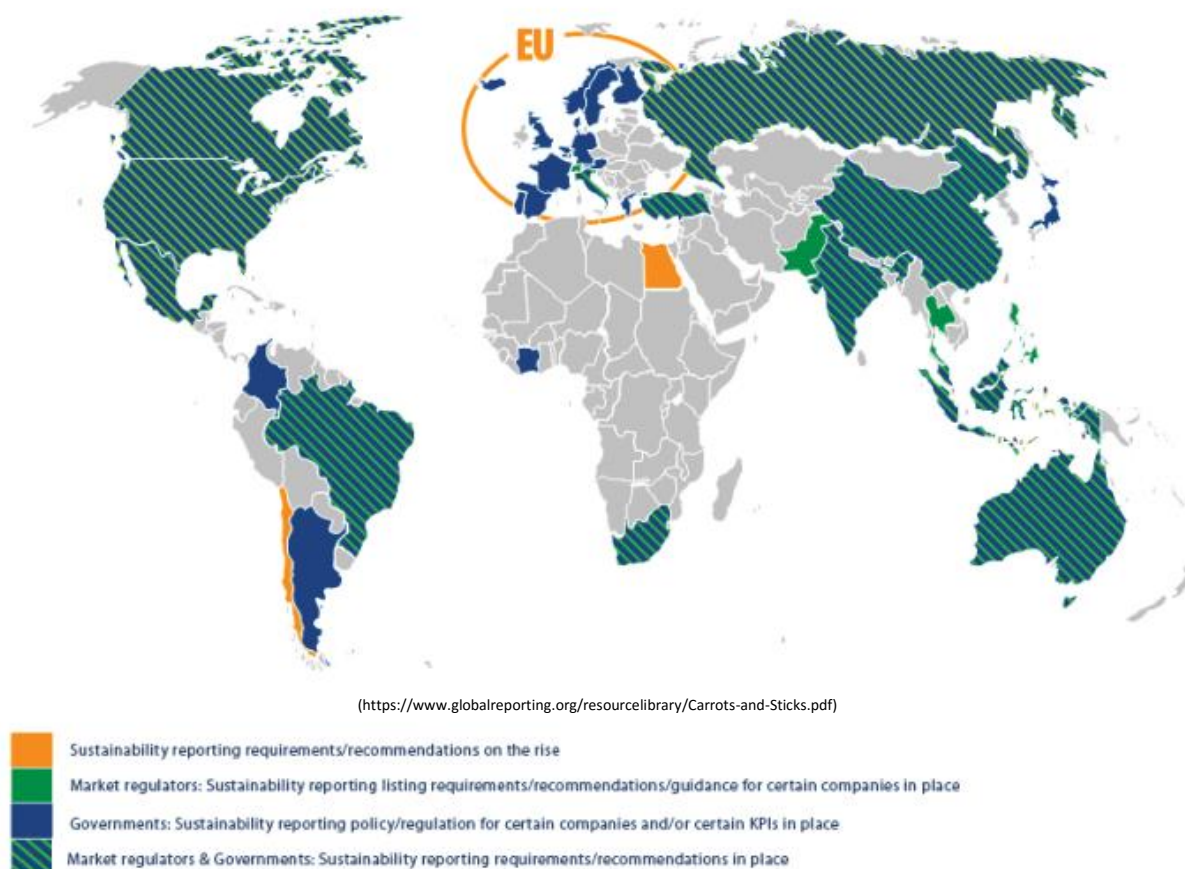 EU
(https://www.globalreporting.org/resourcelibrary/Carrots-and-Sticks.pdf)
Sustainability reporting requirements/recommendations on the rise
Market regulators: Sustainability reporting listing requirements/recommendations/guidance for certain companies in place
Governments: Sustainability reporting policy/regulation for certain companies and/or certain KPIs in place
Market regulators & Governments: Sustainability reporting requirements/recommendations in place